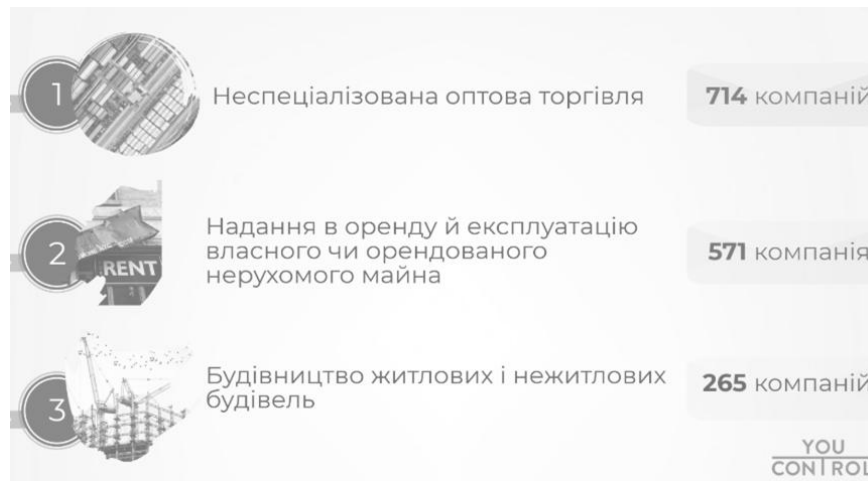 1
Неспеціалізована оптова торгівля
714 компаній
2
RENT
Надання в оренду й експлуатацію
власного чи орендованого
нерухомого майна
571 компанія
3
Будівництво житлових і нежитлових
будівель
265 компаній
YOU
CONTROL